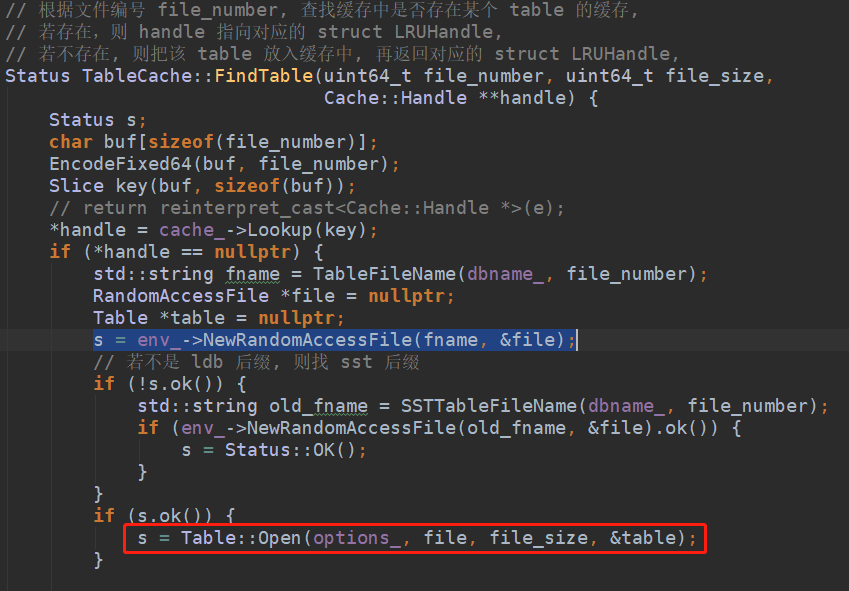 // 根据文件编号 file_number, 查找缓存中是否存在某个 table 的缓存,
// 若存在，则 handle 指向对应的 struct LRUHandle,
// 若不存在, 则把该 table 放入缓存中, 再返回对应的 struct LRUHandle,
Status TableCache::FindTable(uint64_t file_number, uint64_t file_size,
                             Cache::Handle **handle) {
    Status s;
    char buf[sizeof(file_number)];
    EncodeFixed64(buf, file_number);
    Slice key(buf, sizeof(buf));
    // return reinterpret_cast<Cache::Handle *>(e);
    *handle = cache_->Lookup(key);
    if (*handle == nullptr) {
        std::string fname = TableFileName(dbname_, file_number);
        RandomAccessFile *file = nullptr;
        Table *table = nullptr;
        s = env_->NewRandomAccessFile(fname, &file);
        // 若不是 ldb 后缀, 则找 sst 后缀
        if (!s.ok()) {
            std::string old_fname = SSTTableFileName(dbname_, file_number);
            if (env_->NewRandomAccessFile(old_fname, &file).ok()) {
                s = Status::OK();
            }
        }
        if (s.ok()) {
            s = Table::Open(options_, file, file_size, &table);
        }